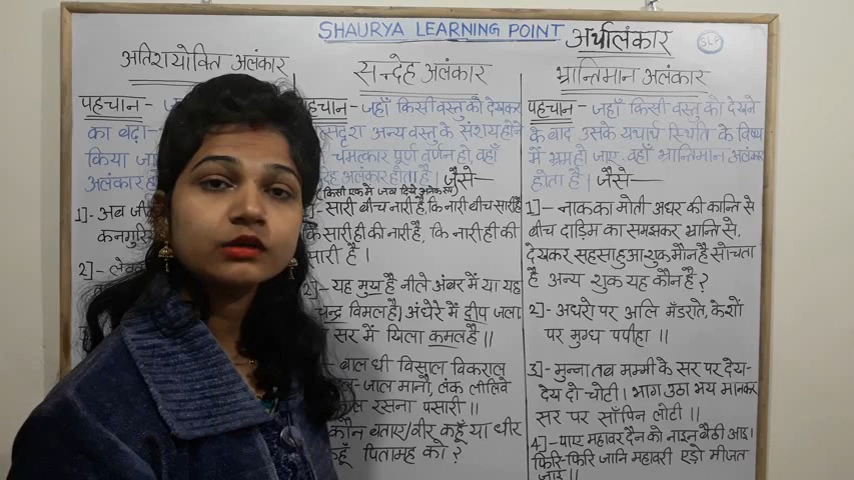 SHAURYA LEARNING POINT
अर्थालंकार
SLP
अतिशयोक्ति अलंकार
पहचान -
का बढ़ा-
किया जा
अलंकार हो
1]- अब जी
कनगुरि
2]-
सन्देह अलंकार
पहचान - जहाँ किसी वस्तु को देखकर
अन्य वस्तु के संशय होने
चमत्कार पूर्ण वर्णन हो, वहाँ
अलंकार होता है। जैसे—
(किसी एक में जब दिखे अनेक रूप)
- सारी बीच नारी है, कि नारी बीच सारी है
कि सारी ही की नारी है, कि नारी ही की
सारी है।
2]- यह मुख है नीले अंबर में या यह
चन्द्र विमल है। अंधेरे में दीप जला
सर में खिला कमल है॥
बाल धी विसाल विकराल
जाल मानो, लंक लीलिवे
रसना पसारी॥
कौन बताए/वीर कहूँ या धीर
कहूँ पितामह को?
भ्रान्तिमान अलंकार
पहचान - जहाँ किसी वस्तु को देखने
के बाद उसके यथार्थ स्थिति के विषय
में भ्रम हो जाए वहाँ भ्रान्तिमान अलंकार
होता है। जैसे—
1]- नाक का मोती अधर की कान्ति से
बीच दाड़िम का समझकर भ्रान्ति से,
देखकर सहसा हुआ शुक मौन है सोचता
है अन्य शुक यह कौन है?
2]- अधरो पर अलि मँडराते, केशों
पर मुग्ध पपीहा॥
3]- मुन्ना तब मम्मी के सर पर देख-
देख दो चोटी। भाग उठा भय मानकर
सर पर साँपिन लोटी॥
4]- पाए महावर दैन को नाइन बैठी आइ।
फिरि-फिरि जानि महावरी एड़ी मीजत
जाइ॥